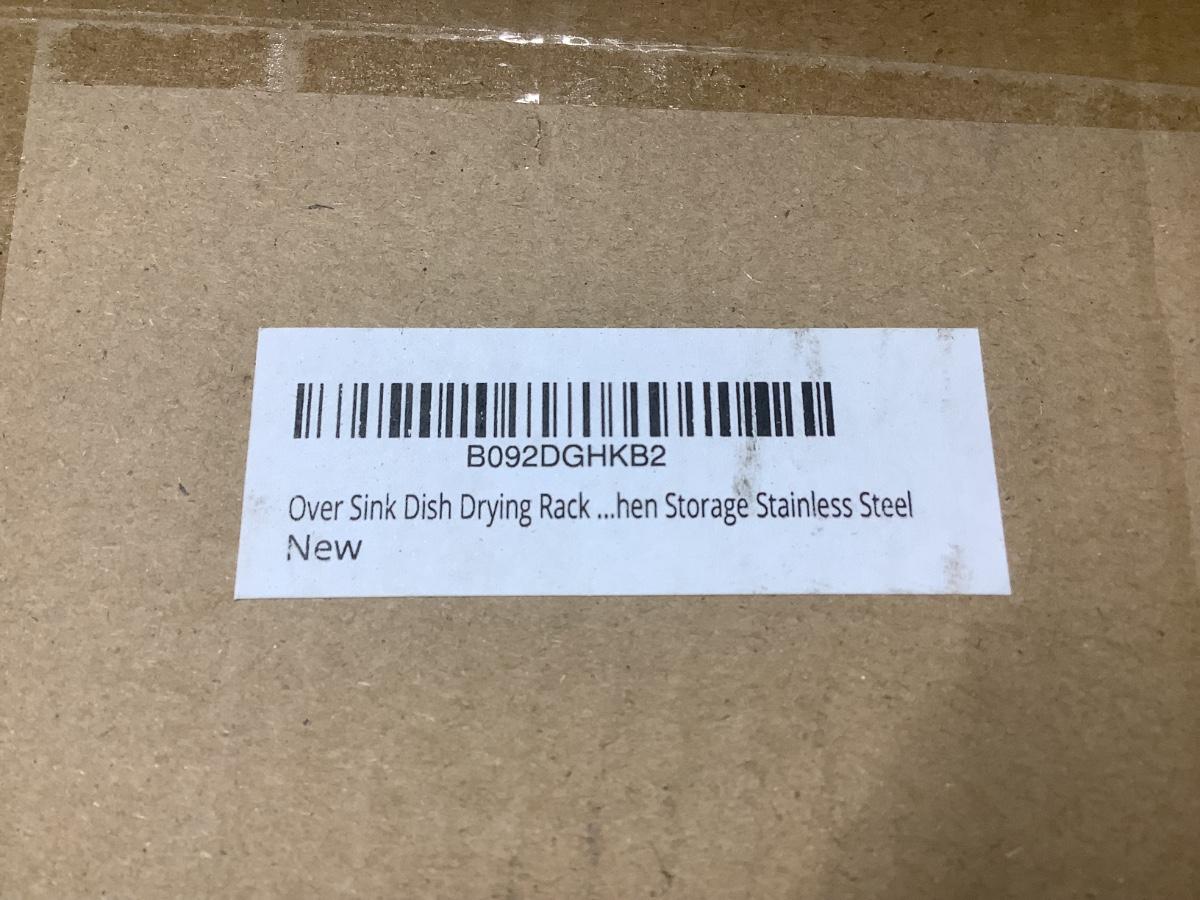 B092DGHKB2
Over Sink Dish Drying Rack ...hen Storage Stainless Steel
New